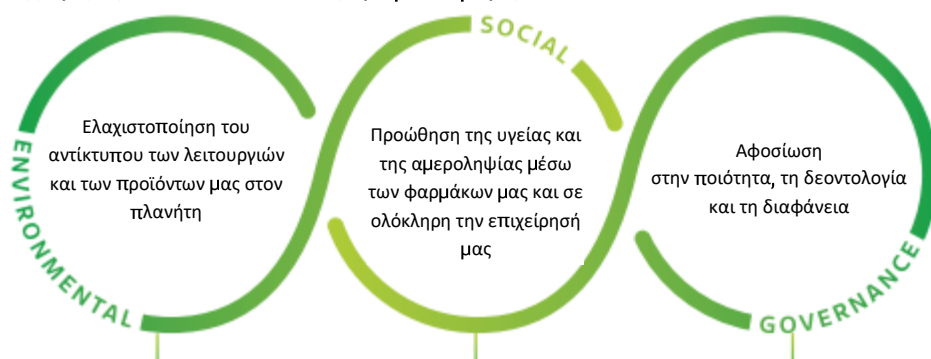 ENVIRONMENTAL
Ελαχιστοποίηση του
αντίκτυπου των λειτουργιών
και των προϊόντων μας στον
πλανήτη
SOCIAL
Προώθηση της υγείας και
της αμεροληψίας μέσω
των φαρμάκων μας και σε
ολόκληρη την επιχείρησή
μας
Αφοσίωση
στην ποιότητα, τη δεοντολογία
και τη διαφάνεια
GOVERNANCE